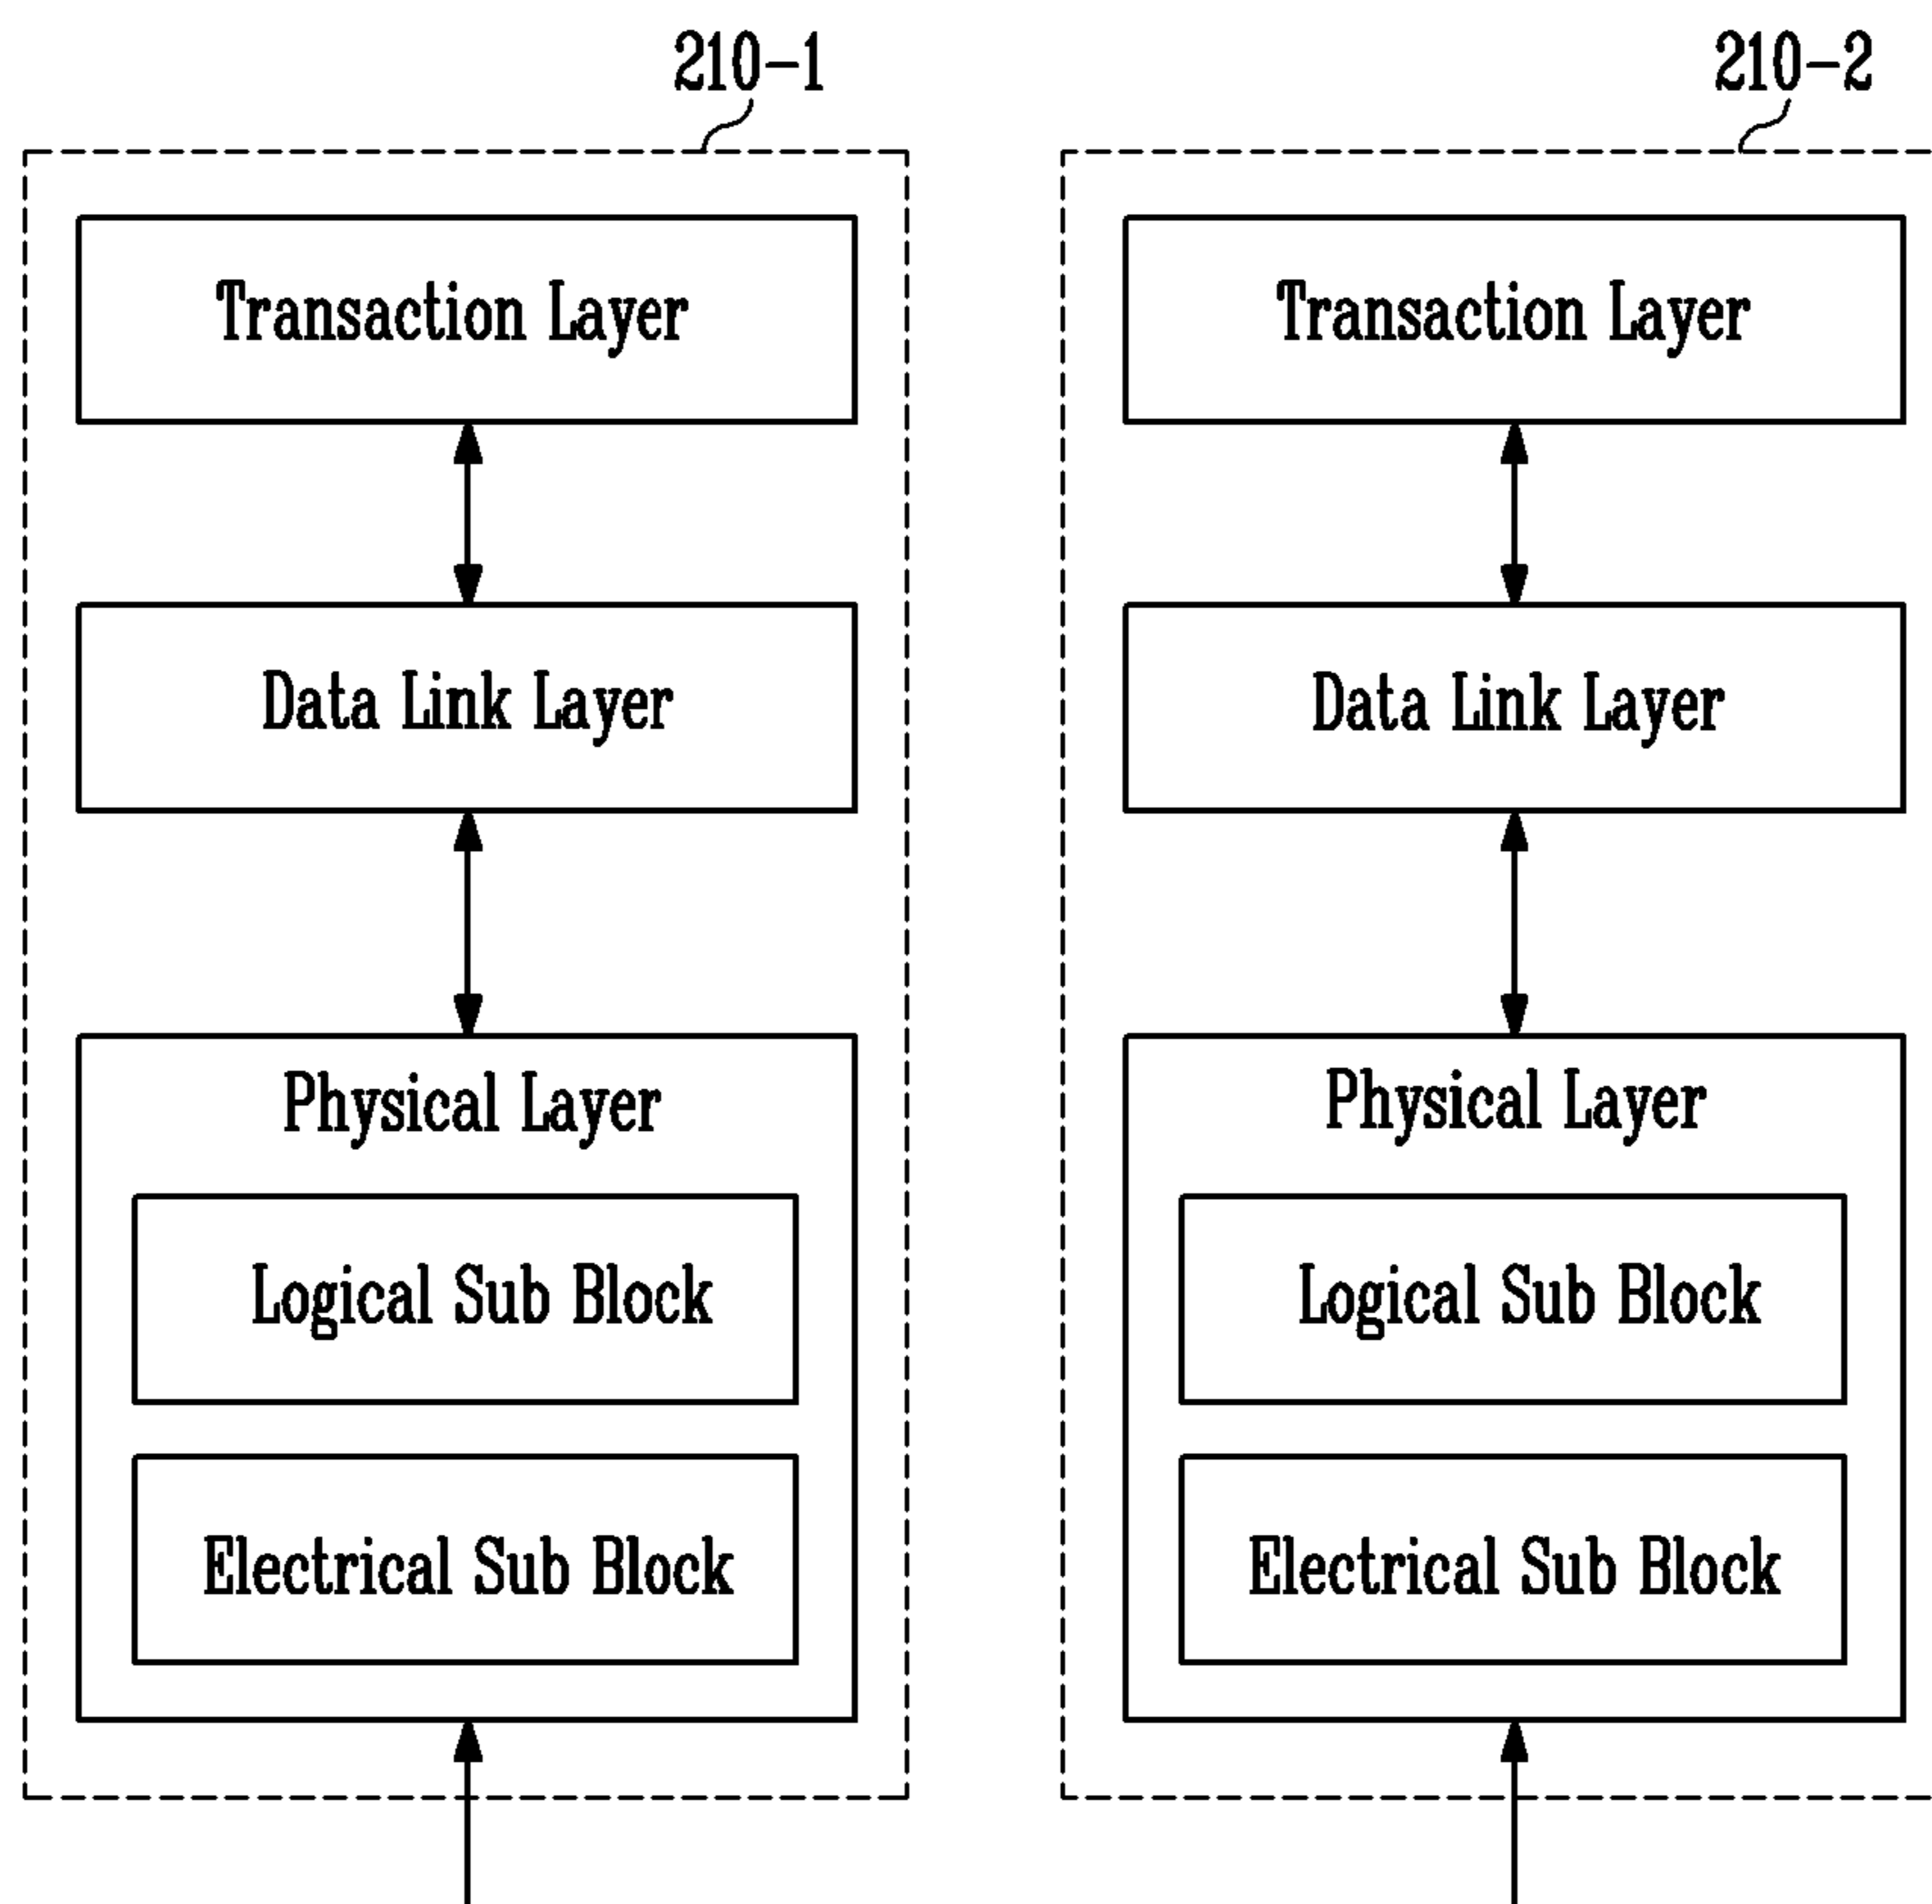 210-1
Transaction Layer
Data Link Layer
Physical Layer
Logical Sub Block
Electrical Sub Block
210-2
Transaction Layer
Data Link Layer
Physical Layer
Logical Sub Block
Electrical Sub Block